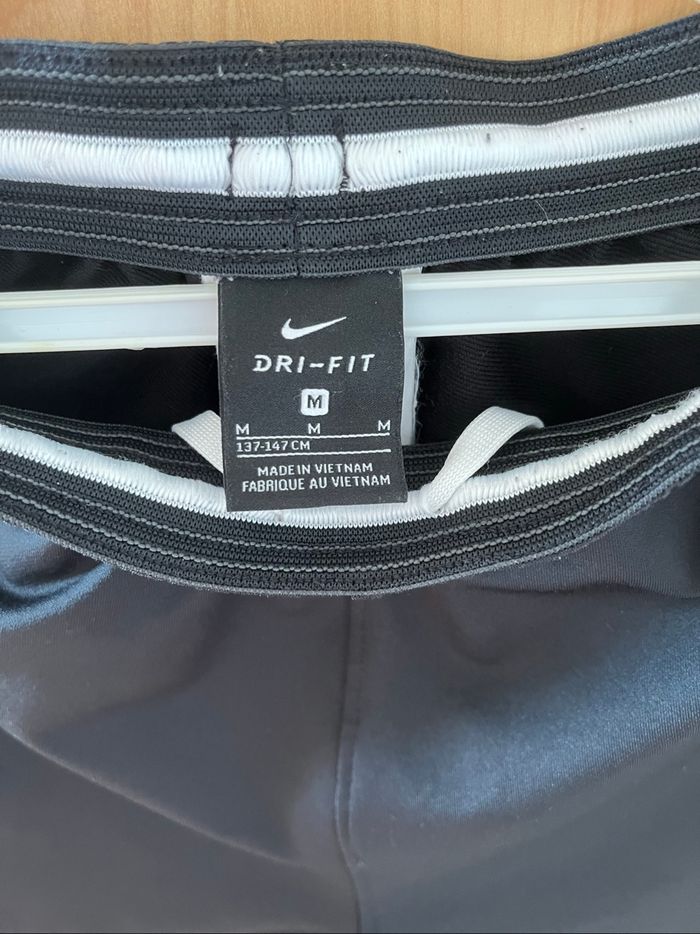 DRI-FIT
M
M M M
137-147 CM
MADE IN VIETNAM
FABRIQUE AU VIETNAM